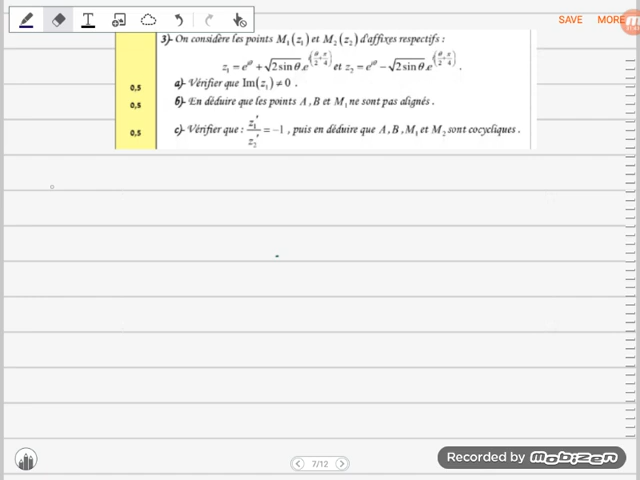 SAVE MORE
3)- On considère les points M₁(z₁) et M₂(z₂) d'affixes respectifs :
z₁ = e^{iθ} + √(2sinθ).e^{i(θ/2+π/4)} et z₂ = e^{iθ} − √(2sinθ).e^{i(θ/2+π/4)} .
0,5 a)- Vérifier que Im(z₁) ≠ 0 .
0,5 б)- En déduire que les points A, B et M₁ ne sont pas alignés .
0,5 c)- Vérifier que : z₁'/z₂' = −1 , puis en déduire que A, B, M₁ et M₂ sont cocycliques .
7/12
Recorded by MOBIZEN